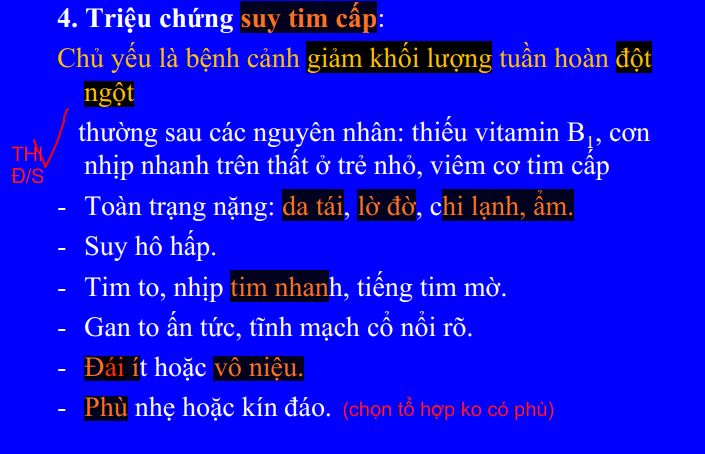 4. Triệu chứng suy tim cấp:
Chủ yếu là bệnh cảnh giảm khối lượng tuần hoàn đột
ngột
thường sau các nguyên nhân: thiếu vitamin B1, cơn
nhịp nhanh trên thất ở trẻ nhỏ, viêm cơ tim cấp
THI
Đ/S
- Toàn trạng nặng: da tái, lờ đờ, chi lạnh, ẩm.
- Suy hô hấp.
- Tim to, nhịp tim nhanh, tiếng tim mờ.
- Gan to ấn tức, tĩnh mạch cổ nổi rõ.
- Đái ít hoặc vô niệu.
- Phù nhẹ hoặc kín đáo. (chọn tổ hợp ko có phù)